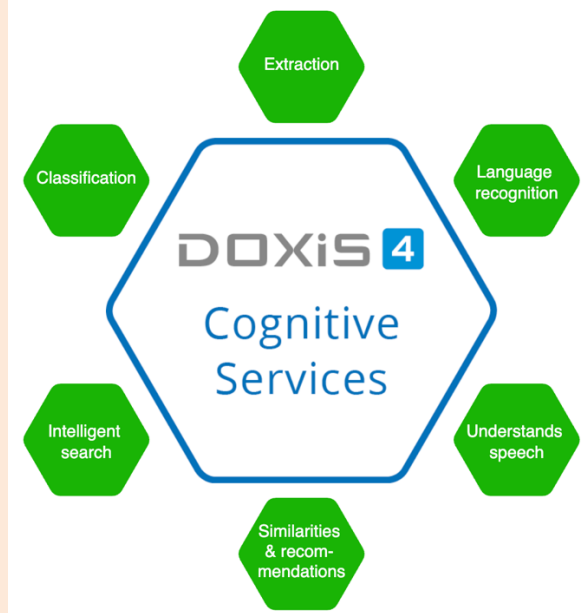 Extraction
Classification
Language
recognition
DOXiS 4
Cognitive
Services
Intelligent
search
Understands
speech
Similarities
& recom-
mendations